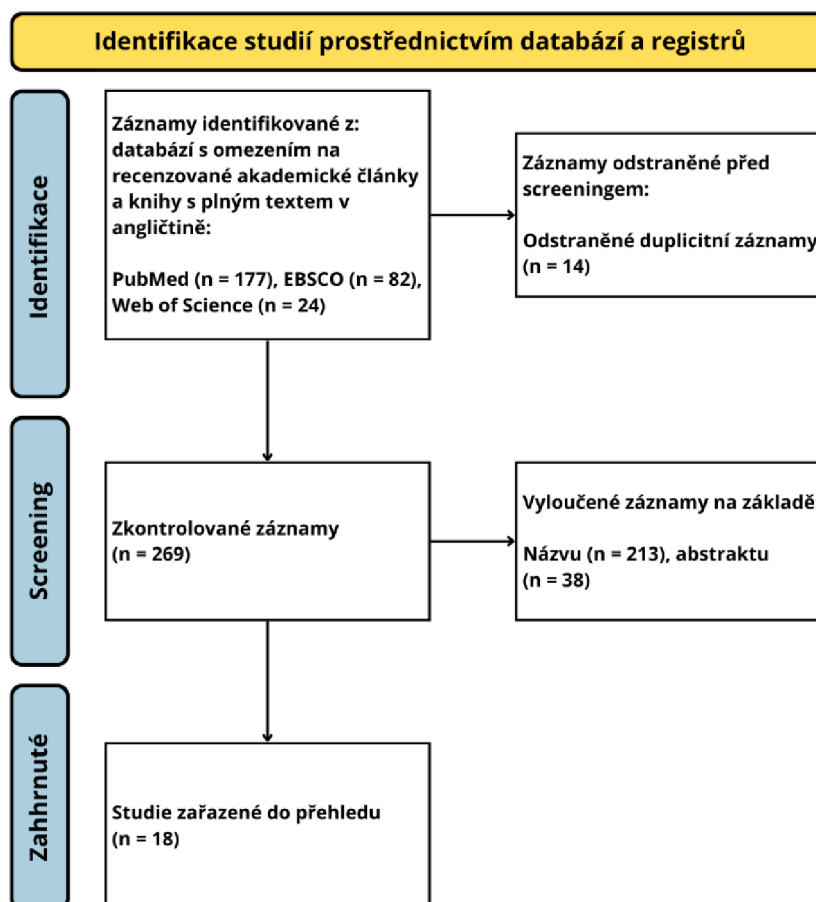 Identifikace studií prostřednictvím databází a registrů
Identifikace
Záznamy identifikované z:
databází s omezením na
recenzované akademické články
a knihy s plným textem v
angličtině:
PubMed (n = 177), EBSCO (n = 82),
Web of Science (n = 24)
Záznamy odstraněné před
screeningem:
Odstraněné duplicitní záznamy
(n = 14)
Screening
Zkontrolované záznamy
(n = 269)
Vyloučené záznamy na základě:
Názvu (n = 213), abstraktu
(n = 38)
Zahhrnuté
Studie zařazené do přehledu
(n = 18)